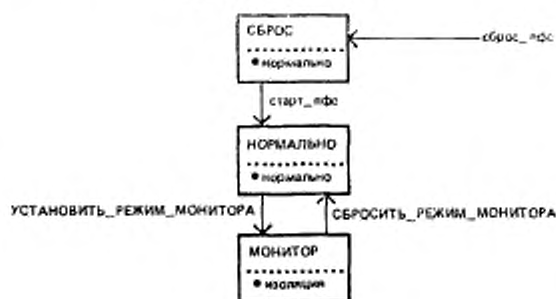 СБРОС
сброс_пфс
• нормально
старт_пфс
НОРМАЛЬНО
• нормально
УСТАНОВИТЬ_РЕЖИМ_МОНИТОРА
СБРОСИТЬ_РЕЖИМ_МОНИТОРА
МОНИТОР
• изоляция